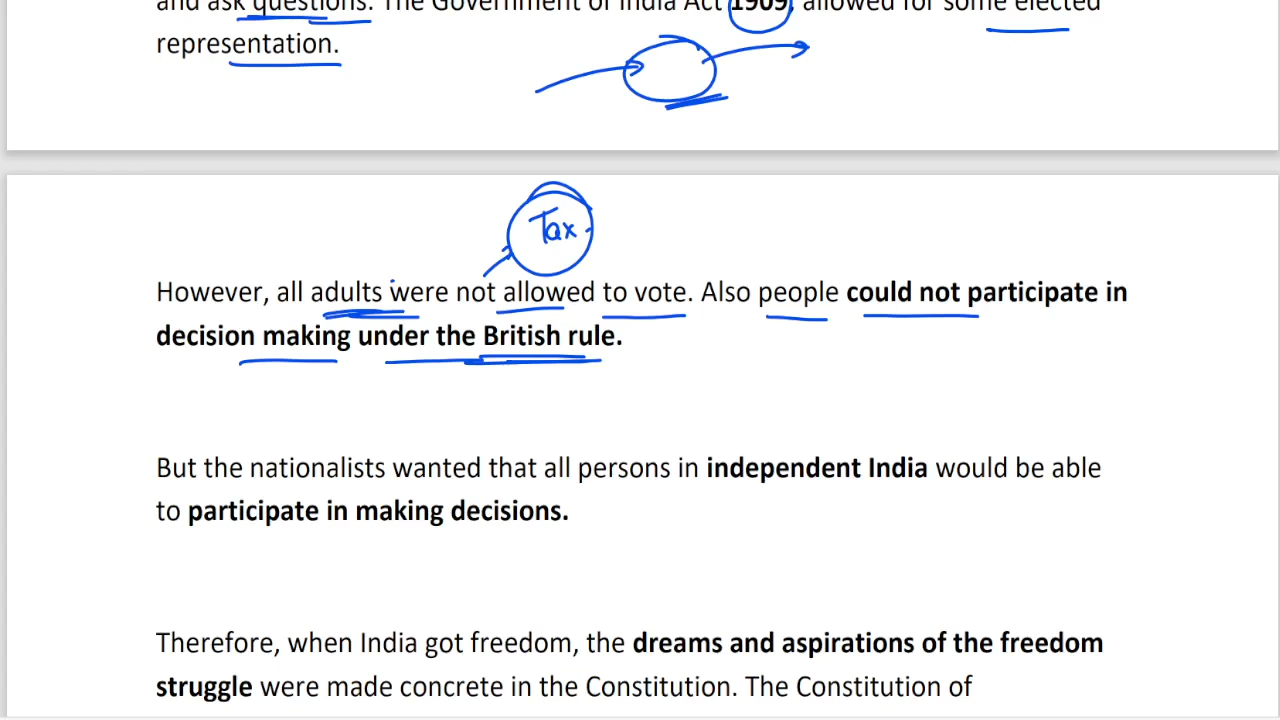 and ask questions. The Government of India Act 1909, allowed for some elected
representation.
Tax
However, all adults were not allowed to vote. Also people could not participate in
decision making under the British rule.
But the nationalists wanted that all persons in independent India would be able
to participate in making decisions.
Therefore, when India got freedom, the dreams and aspirations of the freedom
struggle were made concrete in the Constitution. The Constitution of